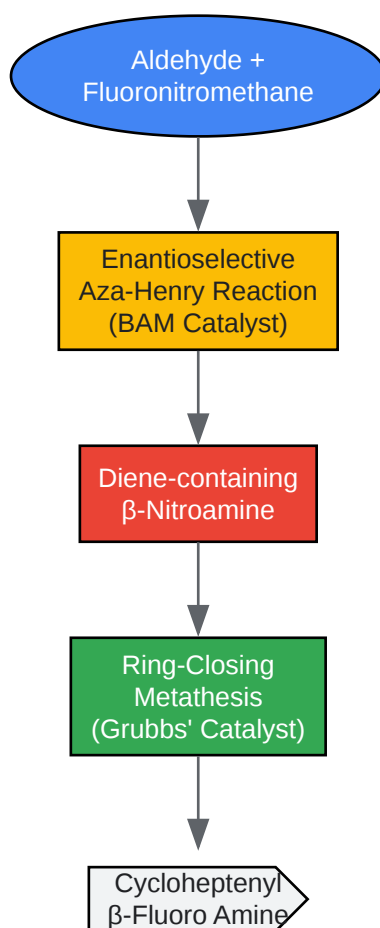 Aldehyde +
Fluoronitromethane
Enantioselective
Aza-Henry Reaction
(BAM Catalyst)
Diene-containing
β-Nitroamine
Ring-Closing
Metathesis
(Grubbs' Catalyst)
Cycloheptenyl
β-Fluoro Amine